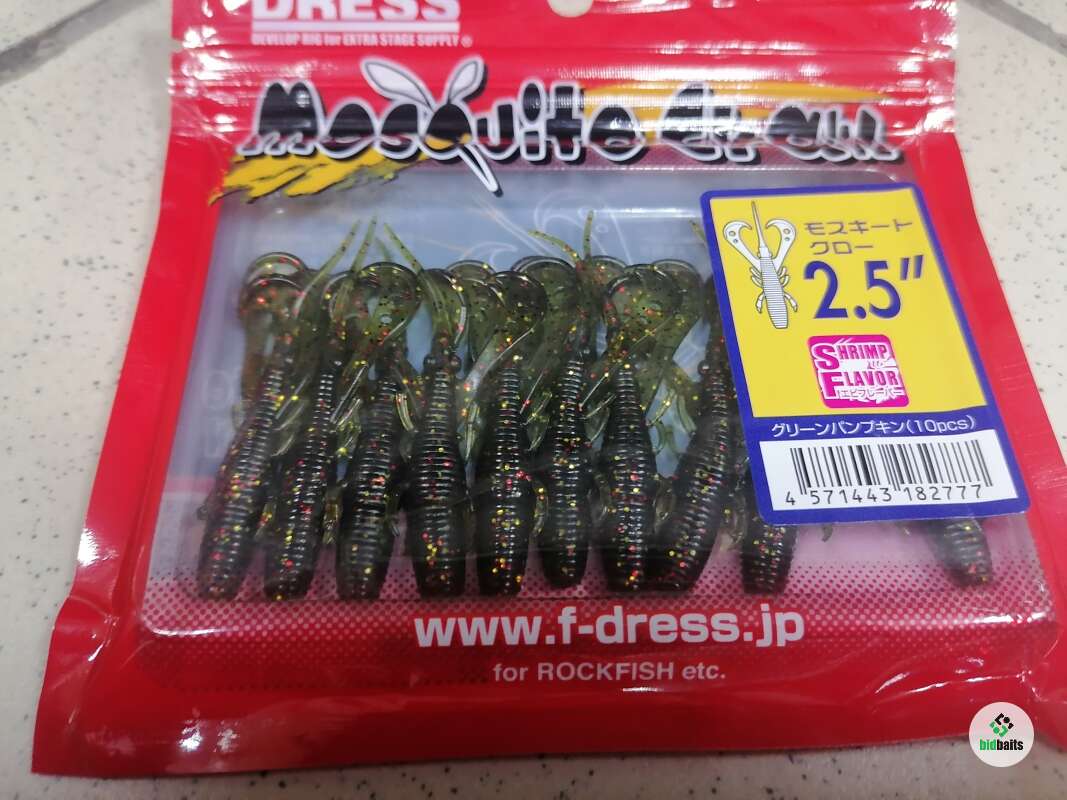 DRESS
DEVELOP RIG for EXTRA STAGE SUPPLY ®
Mosquito Craw
モスキート
クロー
2.5"
SHRIMP
FLAVOR
エビフレーバー
グリーンパンプキン(10pcs)
4 571443 182777
www.f-dress.jp
for ROCKFISH etc.
bidbaits